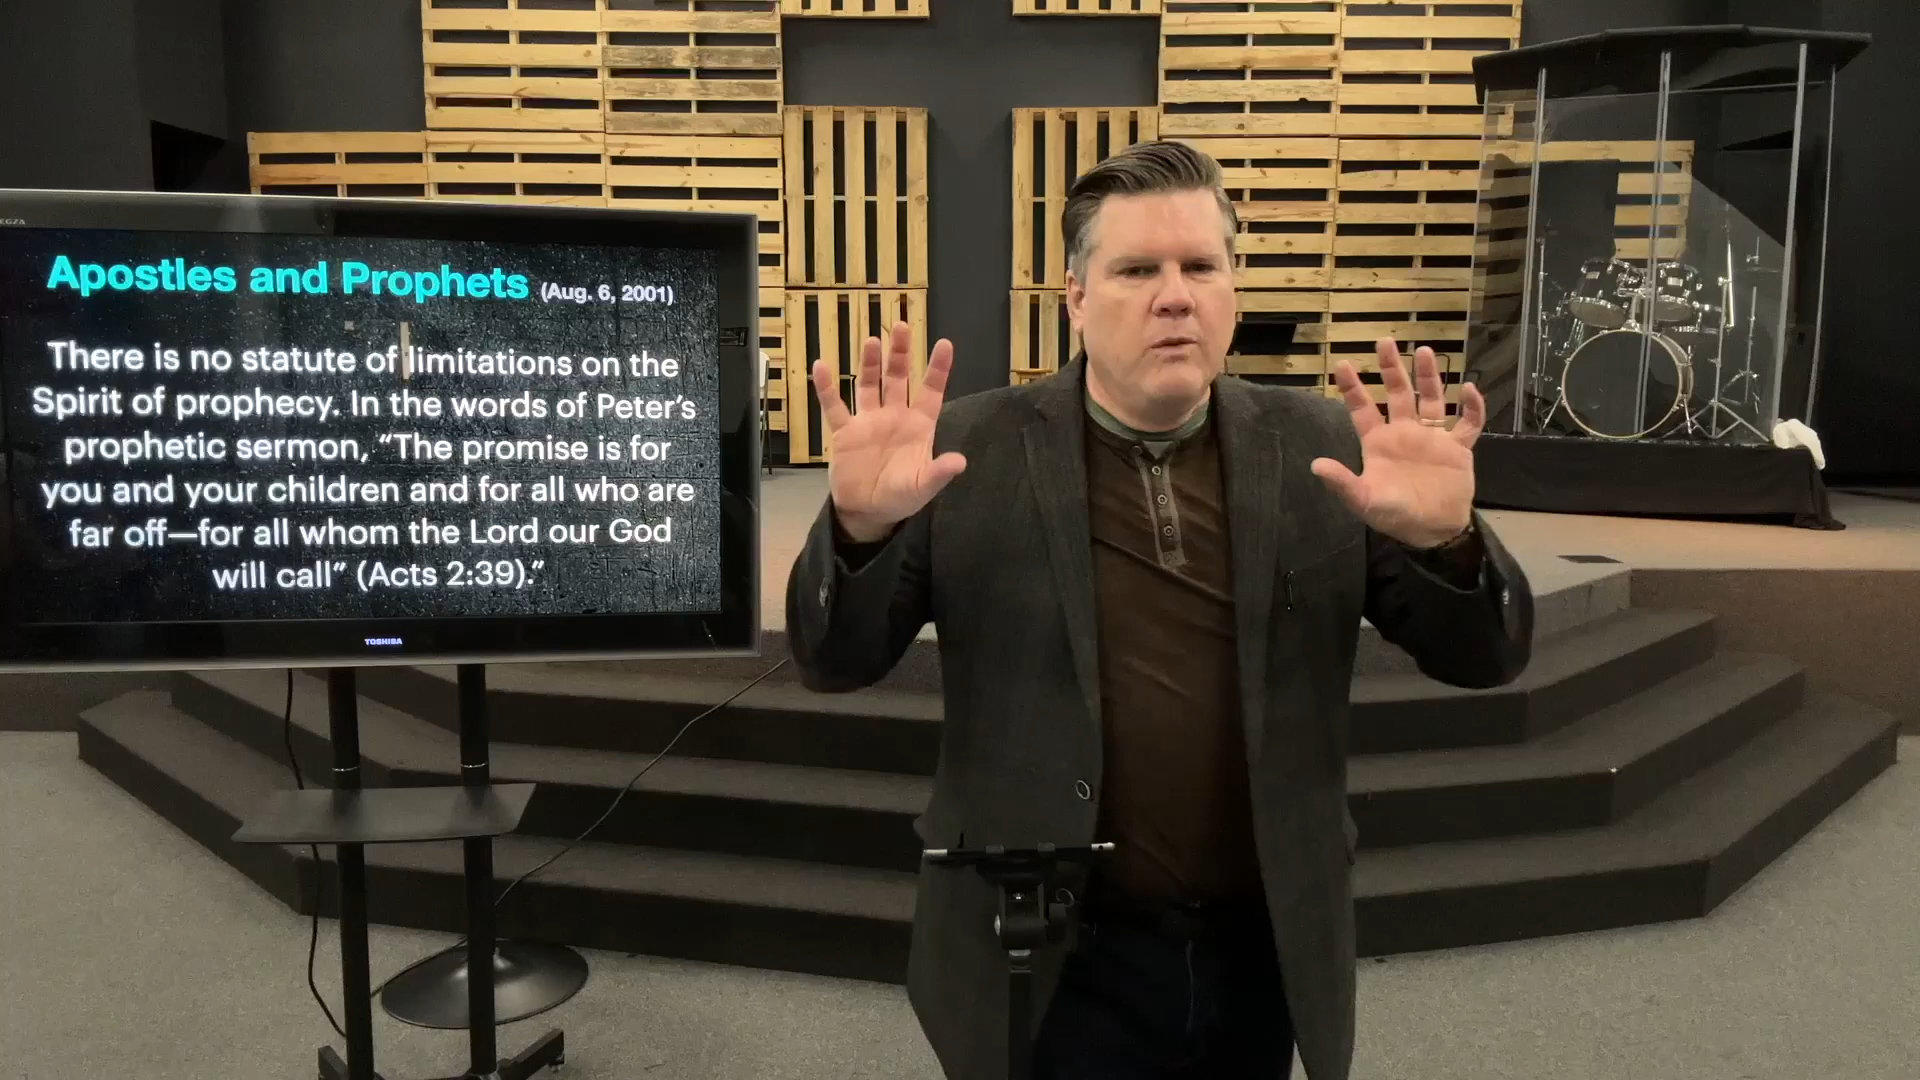 EGZA
Apostles and Prophets (Aug. 6, 2001)
There is no statute of limitations on the
Spirit of prophecy. In the words of Peter’s
prophetic sermon, “The promise is for
you and your children and for all who are
far off—for all whom the Lord our God
will call” (Acts 2:39).”
TOSHIBA